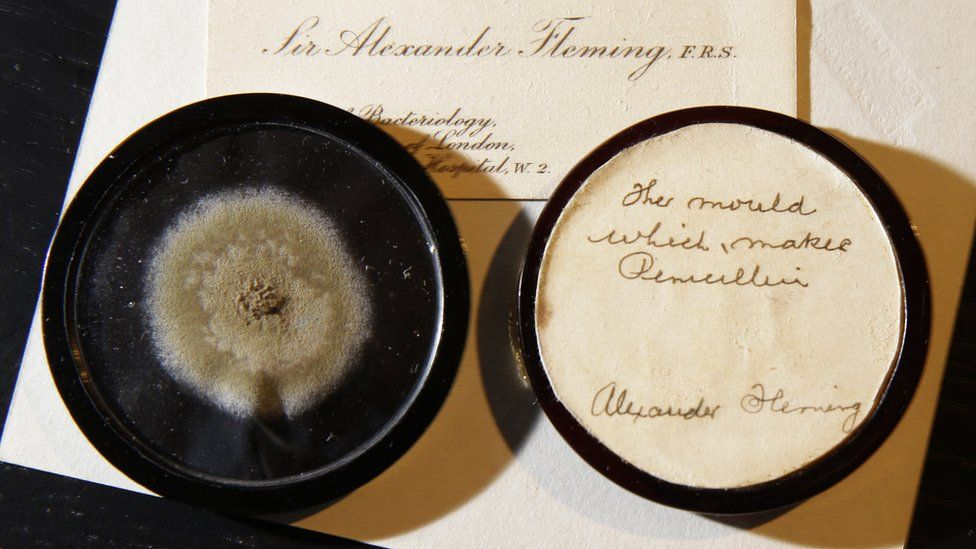 Sir Alexander Fleming, F.R.S.
Bacteriology,
of London,
Hospital, W. 2.
The mould
which makes
Penicillin
Alexander Fleming